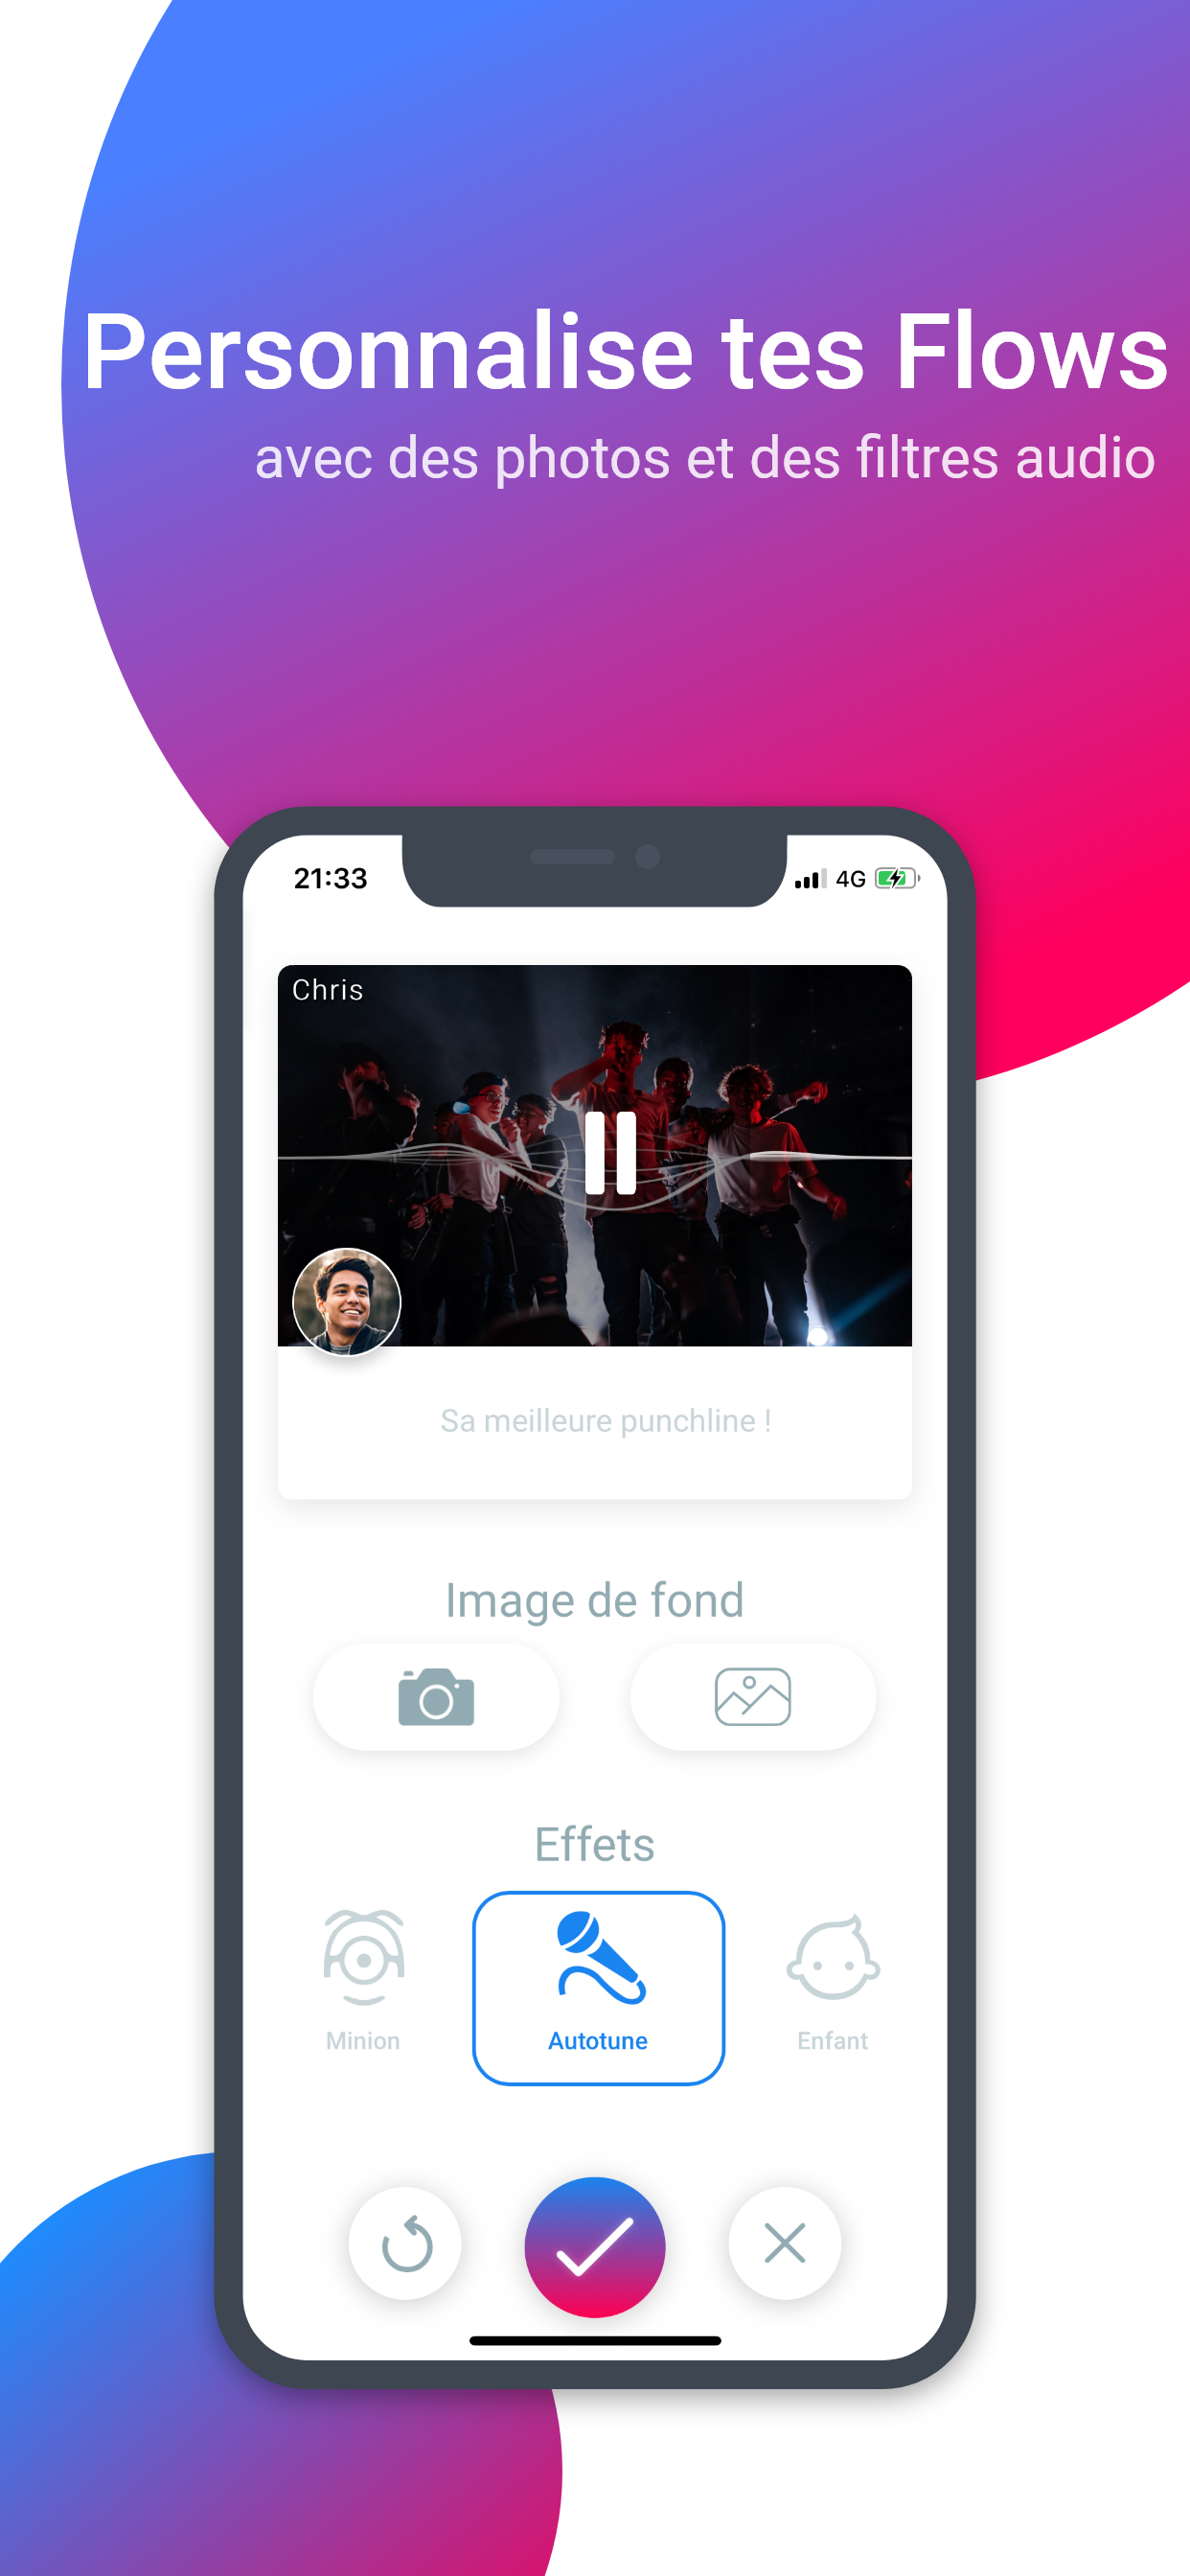 Personnalise tes Flows
avec des photos et des filtres audio
21:33
4G
Chris
Sa meilleure punchline !
Image de fond
Effets
Minion
Autotune
Enfant